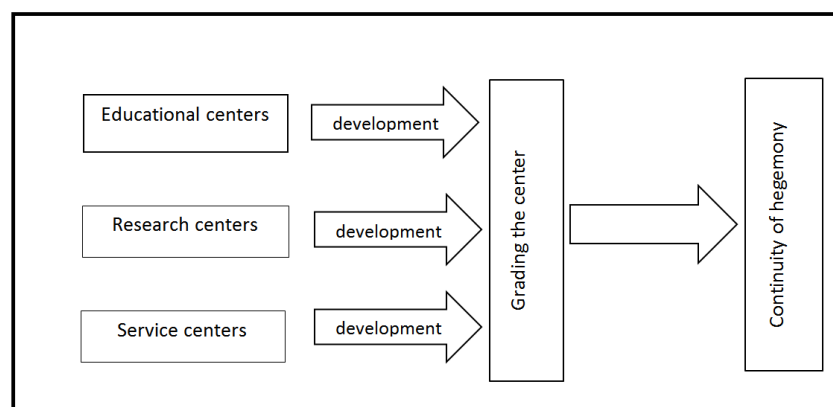 Educational centers
development
Research centers
development
Service centers
development
Grading the center
Continuity of hegemony